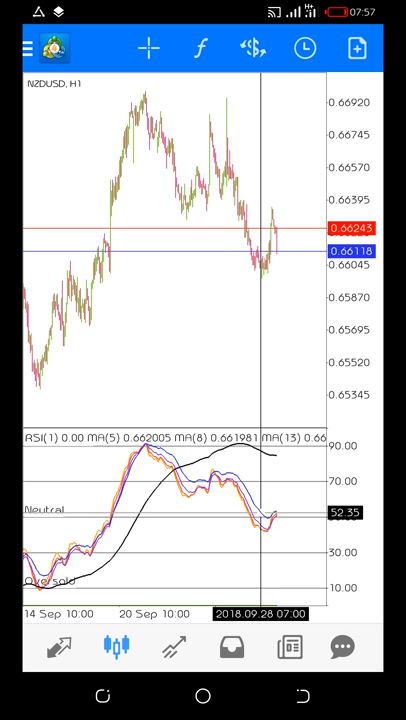 H+
07:57
NZDUSD, H1
0.66920
0.66745
0.66570
0.66395
0.66243
0.66118
0.66045
0.65870
0.65695
0.65520
0.65345
RSI(1) 0.00 MA(5) 0.662005 MA(8) 0.661981 MA(13) 0.66
90.00
70.00
Neutral
52.35
30.00
Oversold
10.00
14 Sep 10:00 20 Sep 10:00 2018.09.28 07:00